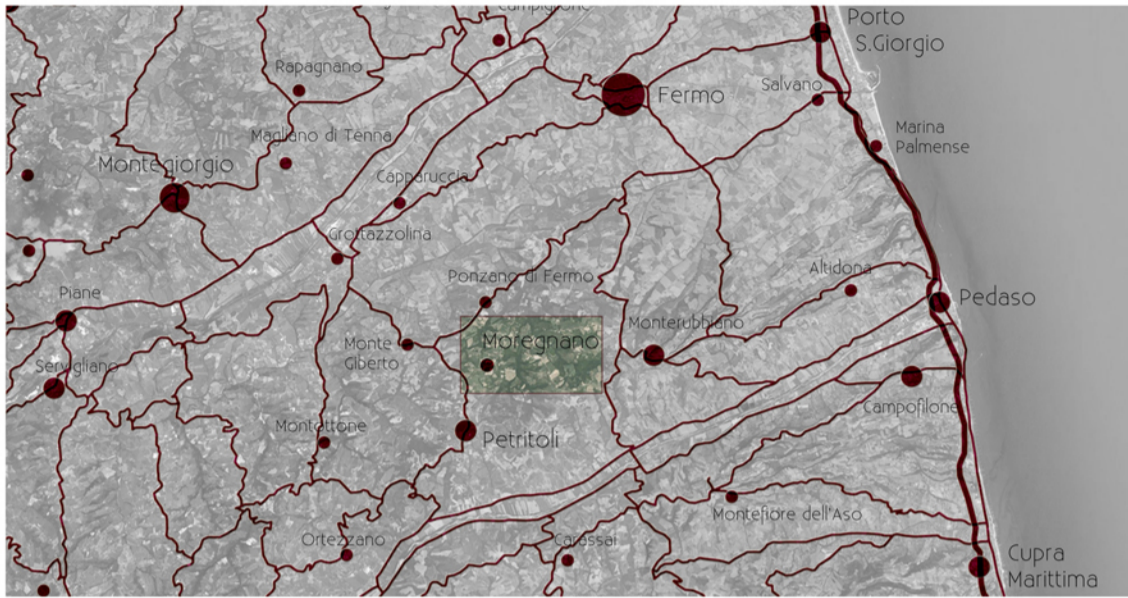 Campiglione
Porto
S.Giorgio
Rapagnano
Salvano
Fermo
Marina
Palmense
Magliano di Tenna
Montegiorgio
Capparuccia
Grottazzolina
Ponzano di Fermo
Altidona
Piane
Pedaso
Monterubbiano
Moregnano
Monte
Giberto
Servigliano
Campofilone
Montottone
Petritoli
Montefiore dell'Aso
Ortezzano
Carassai
Cupra
Marittima